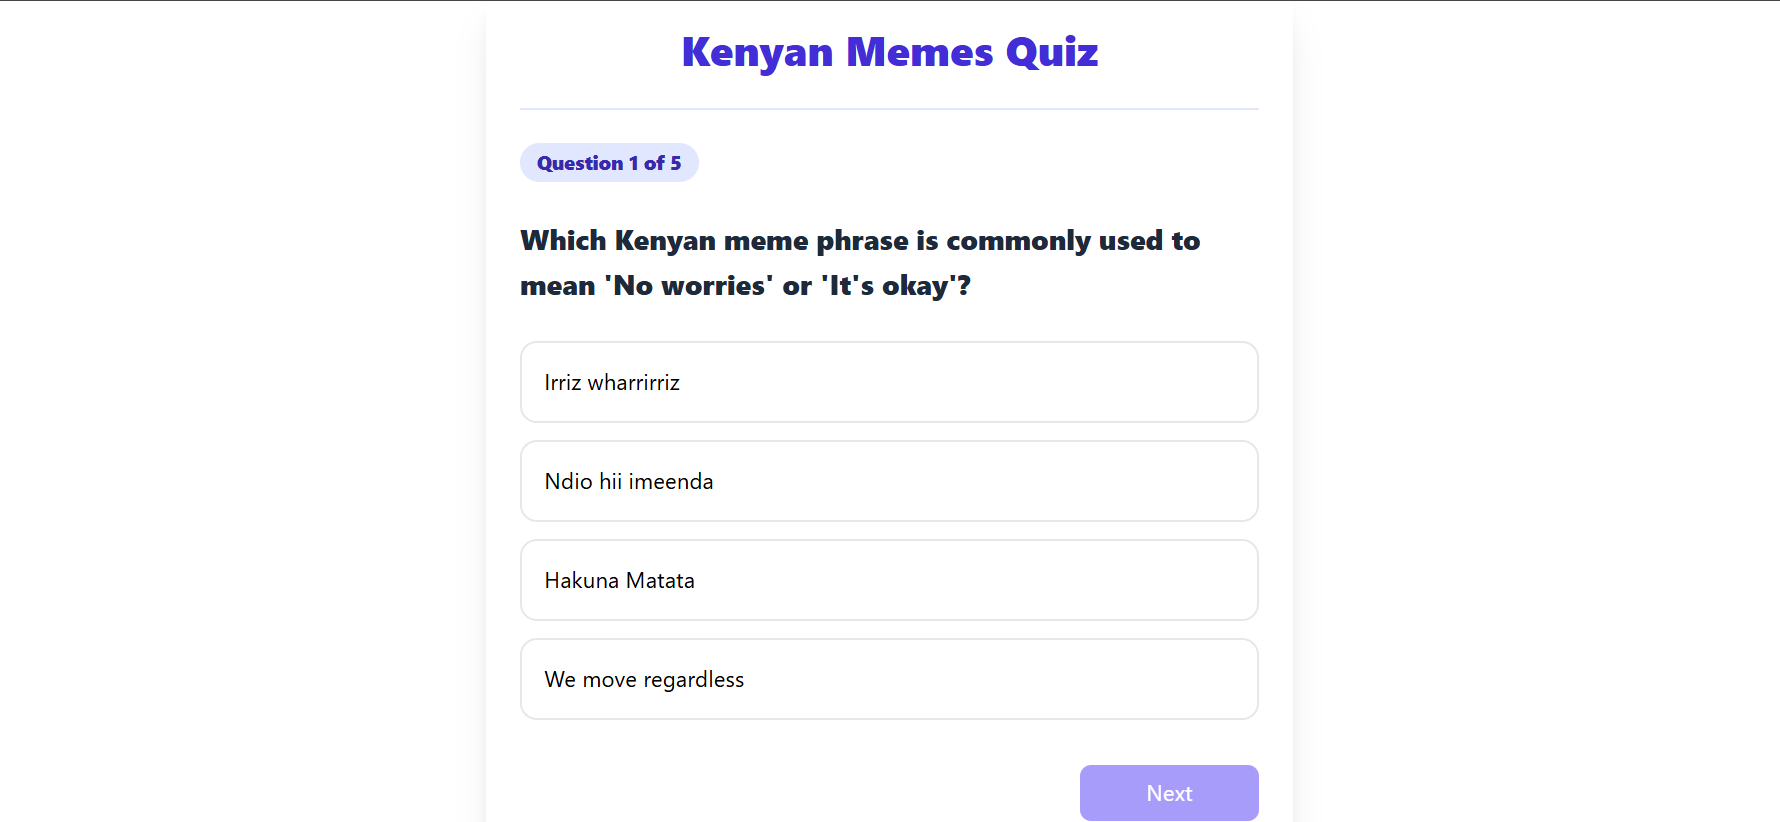 Kenyan Memes Quiz
Question 1 of 5
Which Kenyan meme phrase is commonly used to
mean 'No worries' or 'It's okay'?
Irriz wharrirriz
Ndio hii imeenda
Hakuna Matata
We move regardless
Next